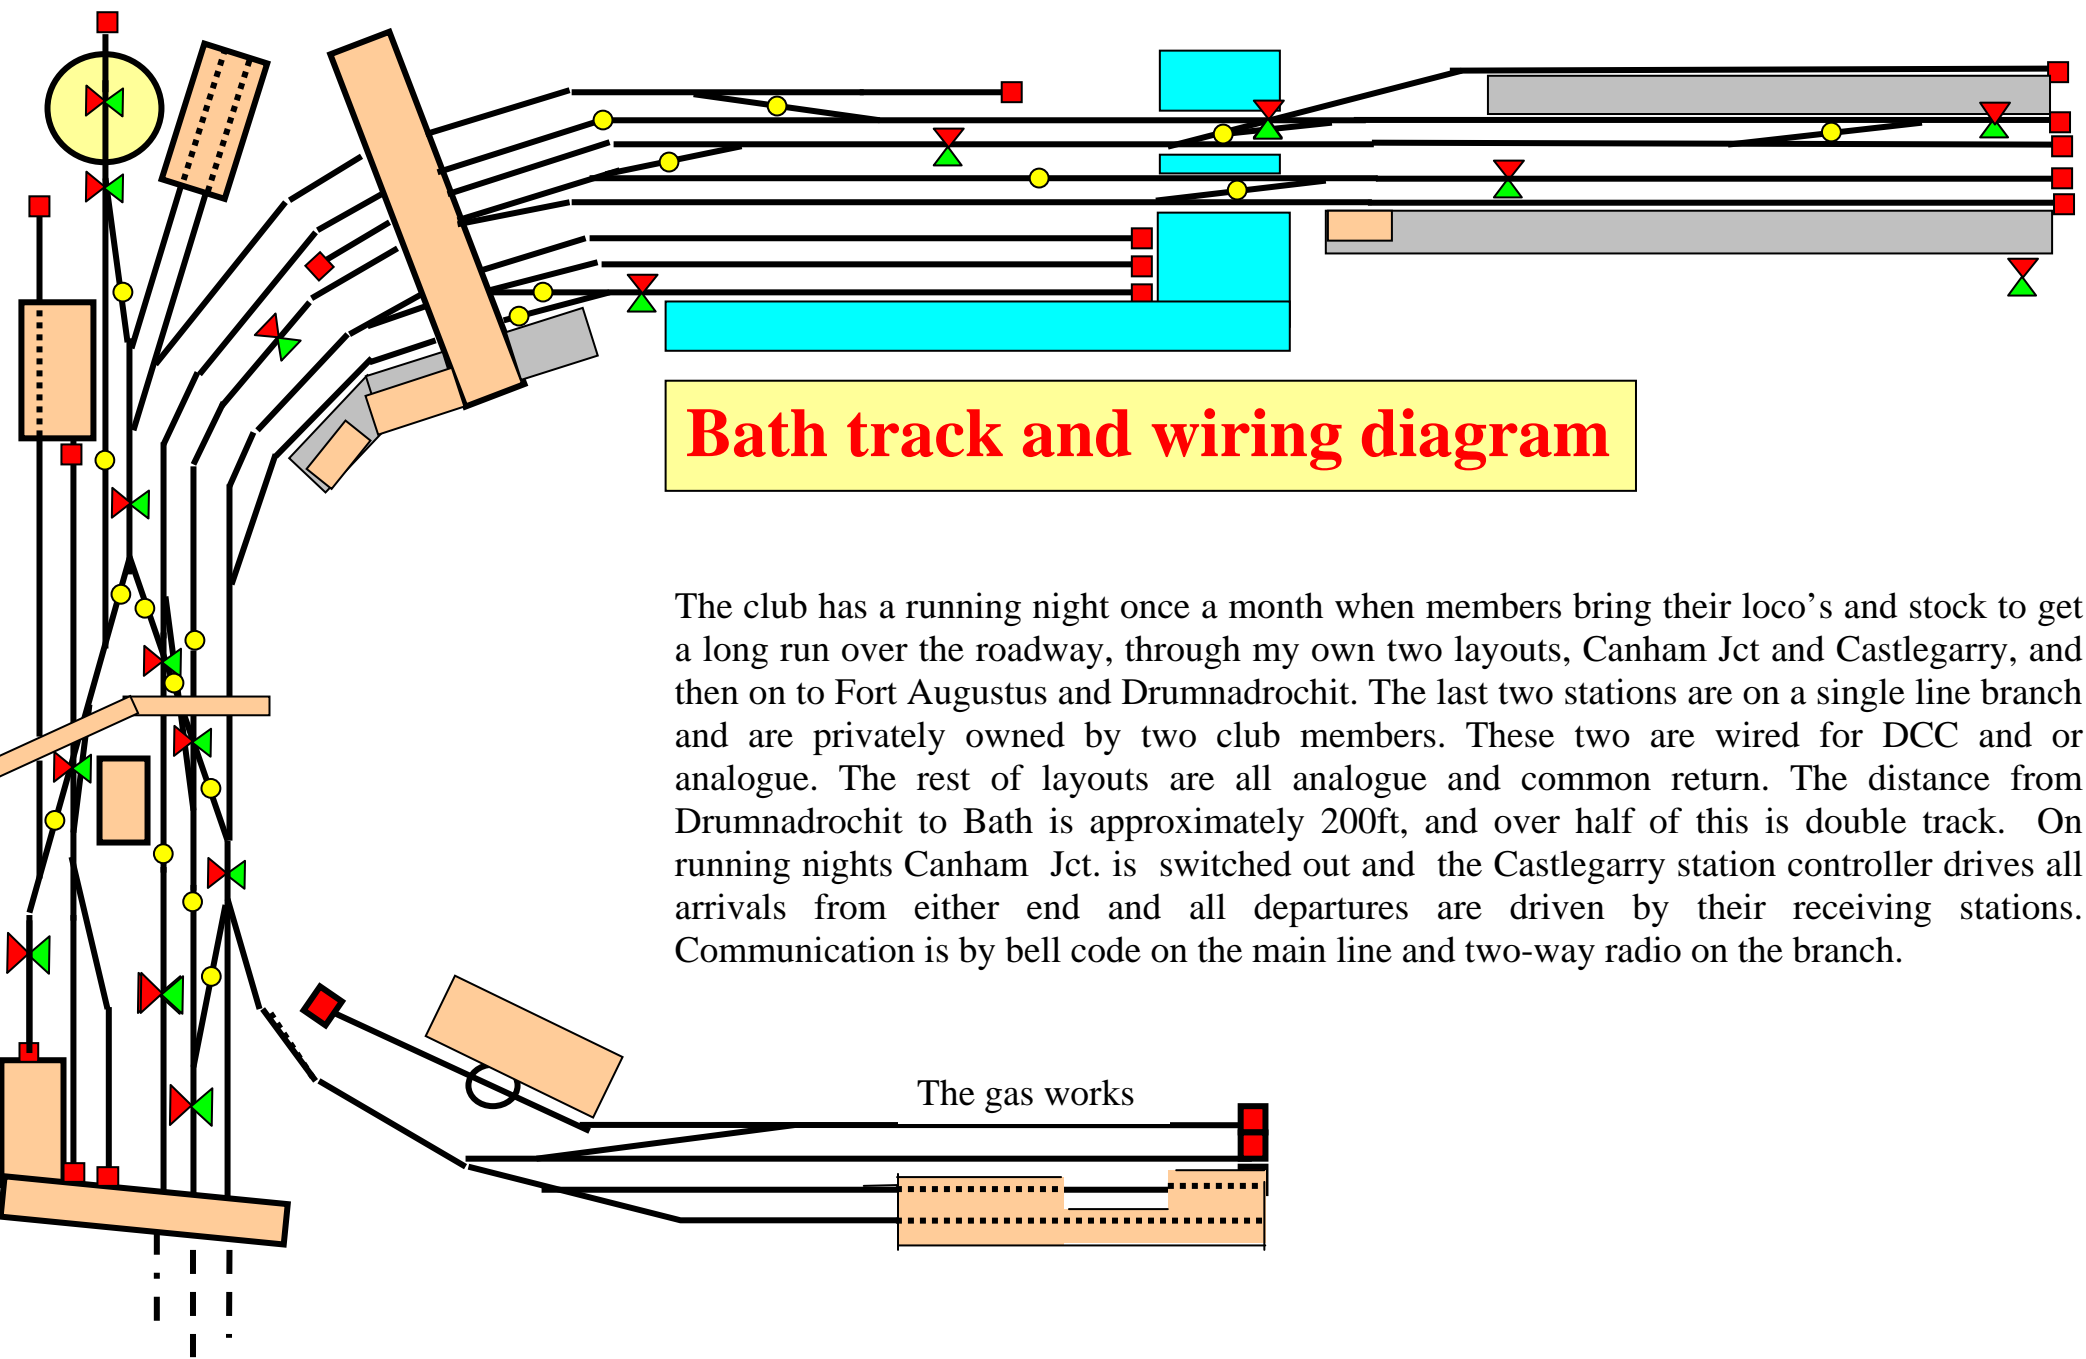 Bath track and wiring diagram
The club has a running night once a month when members bring their loco’s and stock to get
a long run over the roadway, through my own two layouts, Canham Jct and Castlegarry, and
then on to Fort Augustus and Drumnadrochit. The last two stations are on a single line branch
and are privately owned by two club members. These two are wired for DCC and or
analogue. The rest of layouts are all analogue and common return. The distance from
Drumnadrochit to Bath is approximately 200ft, and over half of this is double track. On
running nights Canham Jct. is switched out and the Castlegarry station controller drives all
arrivals from either end and all departures are driven by their receiving stations.
Communication is by bell code on the main line and two-way radio on the branch.
The gas works